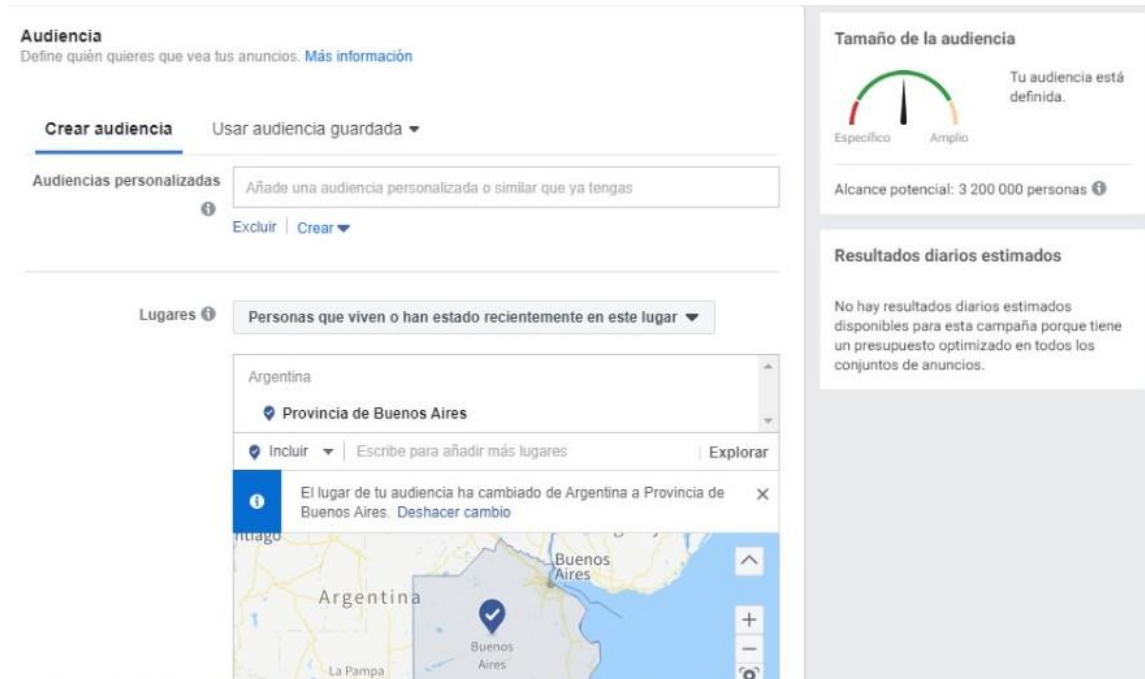 Audiencia
Define quién quieres que vea tus anuncios. Más información
Crear audiencia
Usar audiencia guardada
Audiencias personalizadas
Añade una audiencia personalizada o similar que ya tengas
Excluir
Crear
Lugares
Personas que viven o han estado recientemente en este lugar
Argentina
Provincia de Buenos Aires
Incluir
Escribe para añadir más lugares
Explorar
El lugar de tu audiencia ha cambiado de Argentina a Provincia de
Buenos Aires. Deshacer cambio
Buenos
Aires
Argentina
Buenos
Aires
La Pampa
Tamaño de la audiencia
Tu audiencia está
definida.
Específico
Amplio
Alcance potencial: 3 200 000 personas
Resultados diarios estimados
No hay resultados diarios estimados
disponibles para esta campaña porque tiene
un presupuesto optimizado en todos los
conjuntos de anuncios.